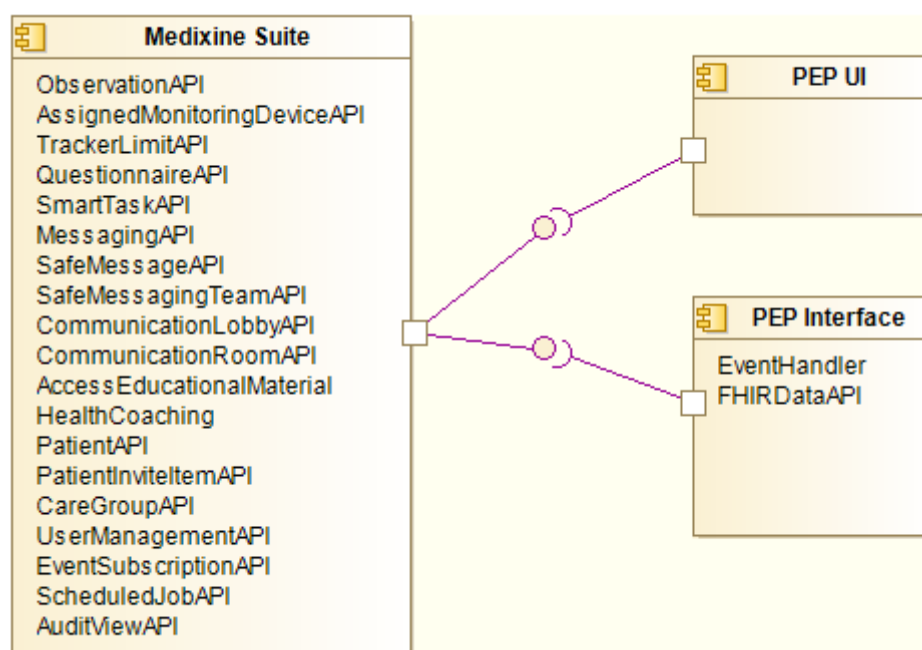 Medixine Suite
ObservationAPI
AssignedMonitoringDeviceAPI
TrackerLimitAPI
QuestionnaireAPI
SmartTaskAPI
MessagingAPI
SafeMessageAPI
SafeMessagingTeamAPI
CommunicationLobbyAPI
CommunicationRoomAPI
AccessEducationalMaterial
HealthCoaching
PatientAPI
PatientInviteItemAPI
CareGroupAPI
UserManagementAPI
EventSubscriptionAPI
ScheduledJobAPI
AuditViewAPI
PEP UI
PEP Interface
EventHandler
FHIRDataAPI